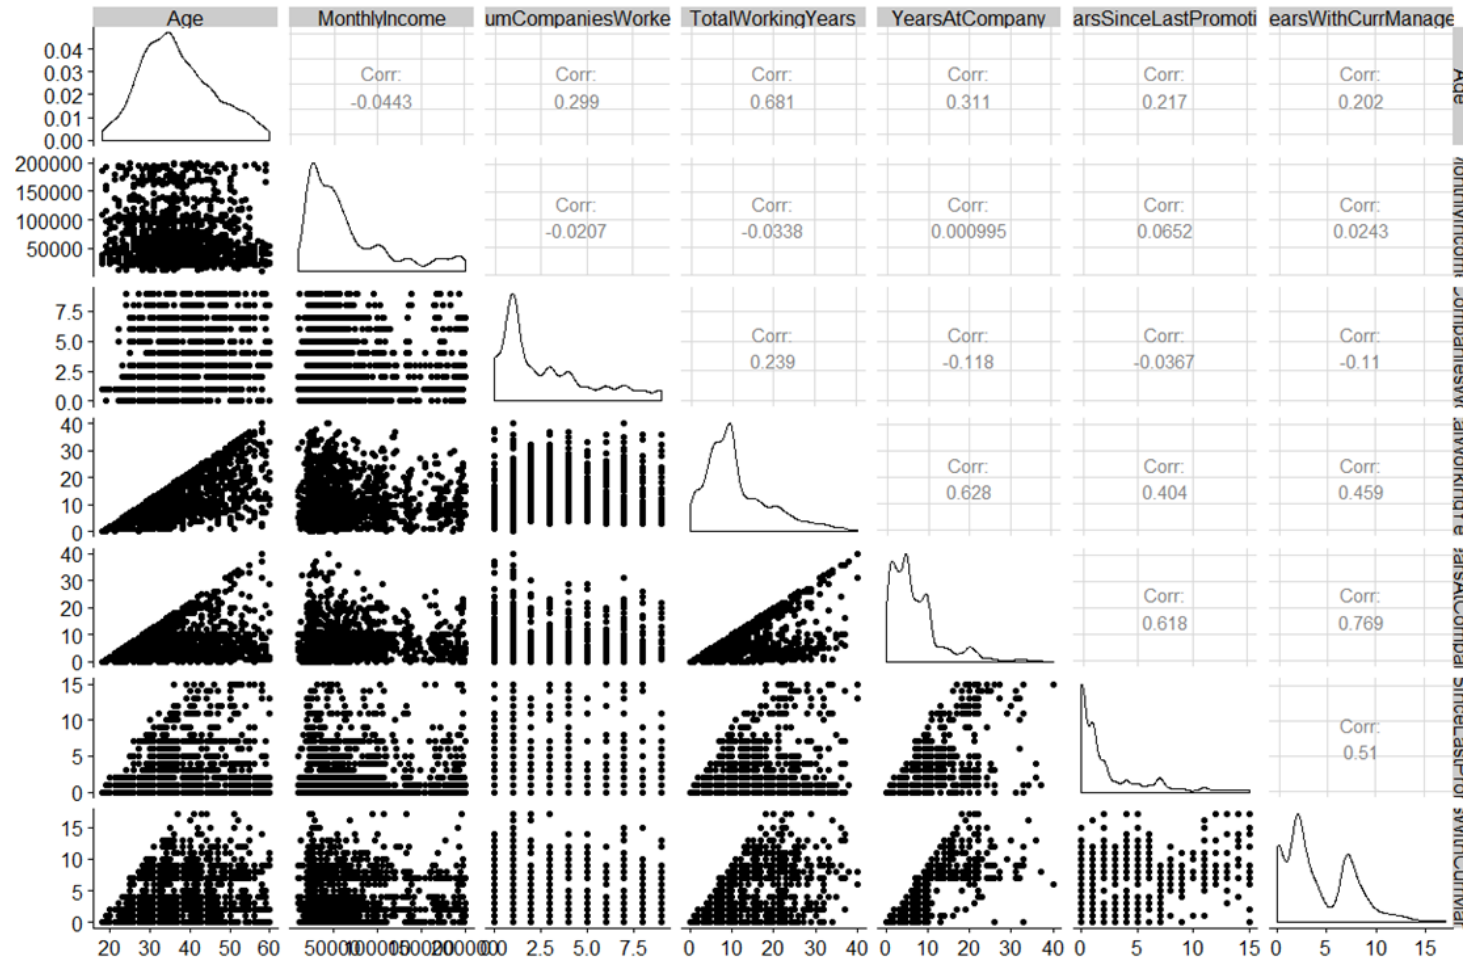 Age MonthlyIncome umCompaniesWorke TotalWorkingYears YearsAtCompany arsSinceLastPromoti earsWithCurrManage
0.04
0.03
0.02
0.01
0.00
Corr: Corr: Corr: Corr: Corr: Corr:
-0.0443 0.299 0.681 0.311 0.217 0.202
Age
200000
150000
100000
50000
Corr: Corr: Corr: Corr: Corr:
-0.0207 -0.0338 0.000995 0.0652 0.0243
7.5
5.0
2.5
0.0
Corr: Corr: Corr: Corr:
0.239 -0.118 -0.0367 -0.11
40
30
20
10
0
Corr: Corr: Corr:
0.628 0.404 0.459
40
30
20
10
0
Corr: Corr:
0.618 0.769
15
10
5
0
Corr:
0.51
15
10
5
0
20 30 40 50 60 50000 100000 150000 200000 0.0 2.5 5.0 7.5 0 10 20 30 40 0 10 20 30 40 0 5 10 15 0 5 10 15